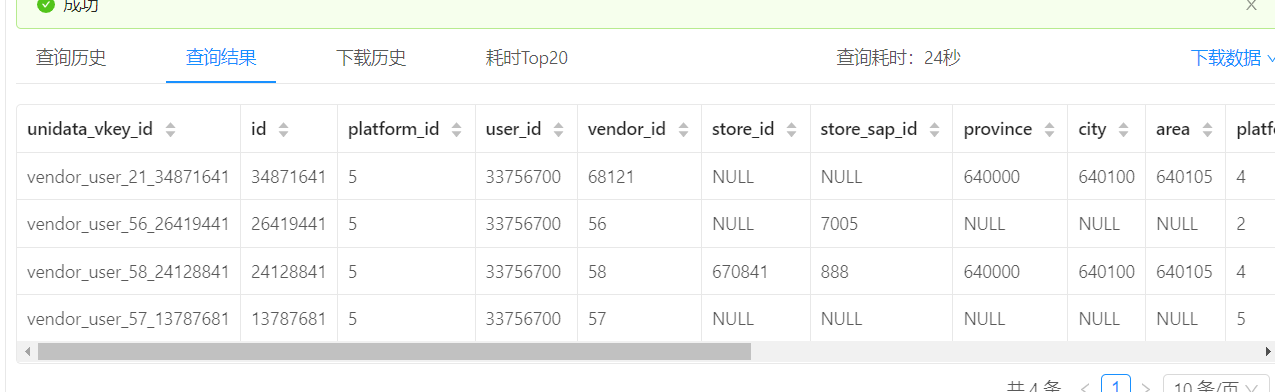 成功
查询历史 查询结果 下载历史 耗时Top20 查询耗时：24秒 下载数据
unidata_vkey_id id platform_id user_id vendor_id store_id store_sap_id province city area platf
vendor_user_21_34871641 34871641 5 33756700 68121 NULL NULL 640000 640100 640105 4
vendor_user_56_26419441 26419441 5 33756700 56 NULL 7005 NULL NULL NULL 2
vendor_user_58_24128841 24128841 5 33756700 58 670841 888 640000 640100 640105 4
vendor_user_57_13787681 13787681 5 33756700 57 NULL NULL NULL NULL NULL 5
共 4 条 < 1 > 10 条/页